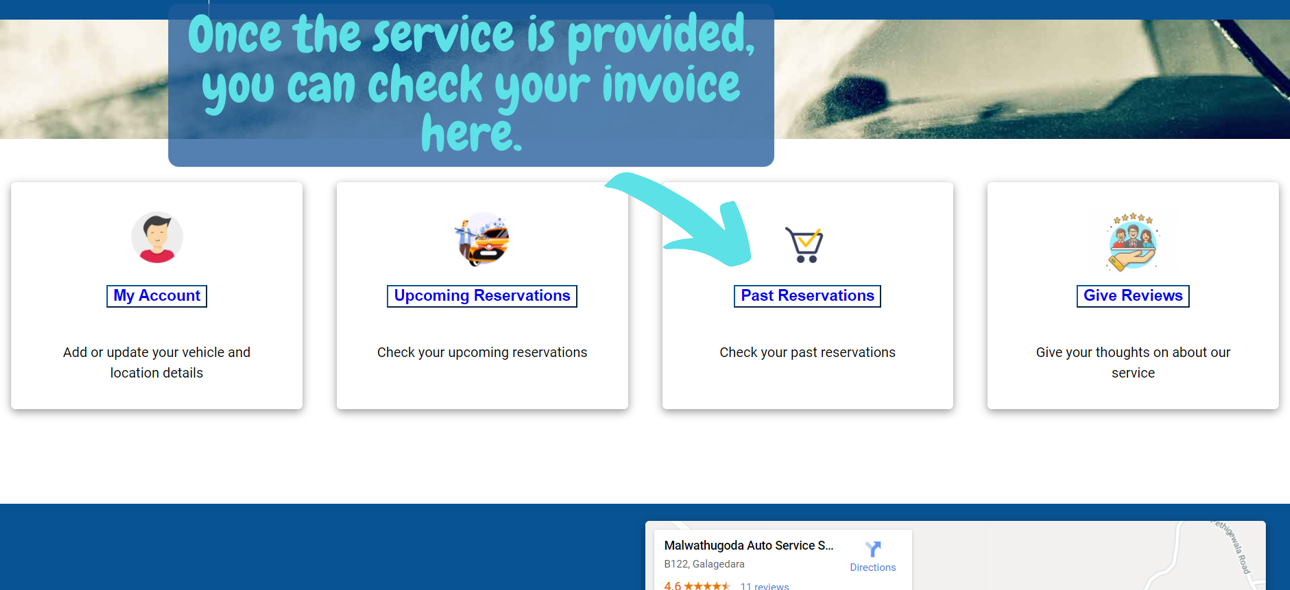 Once the service is provided,
you can check your invoice
here.
My Account
Upcoming Reservations
Past Reservations
Give Reviews
Add or update your vehicle and
location details
Check your upcoming reservations
Check your past reservations
Give your thoughts on about our
service
Malwathugoda Auto Service S...
B122, Galagedara
Directions
4.6
11 reviews
Pethigewala Road